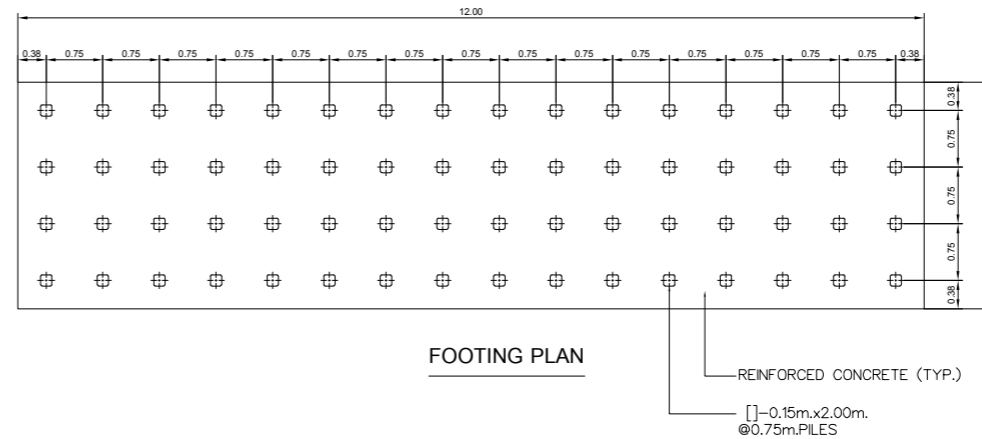 12.00
0.38 0.75 0.75 0.75 0.75 0.75 0.75 0.75 0.75 0.75 0.75 0.75 0.75 0.75 0.75 0.75 0.38
0.38
0.75
0.75
0.75
0.38
FOOTING PLAN
REINFORCED CONCRETE (TYP.)
[]-0.15m.x2.00m.
@0.75m.PILES